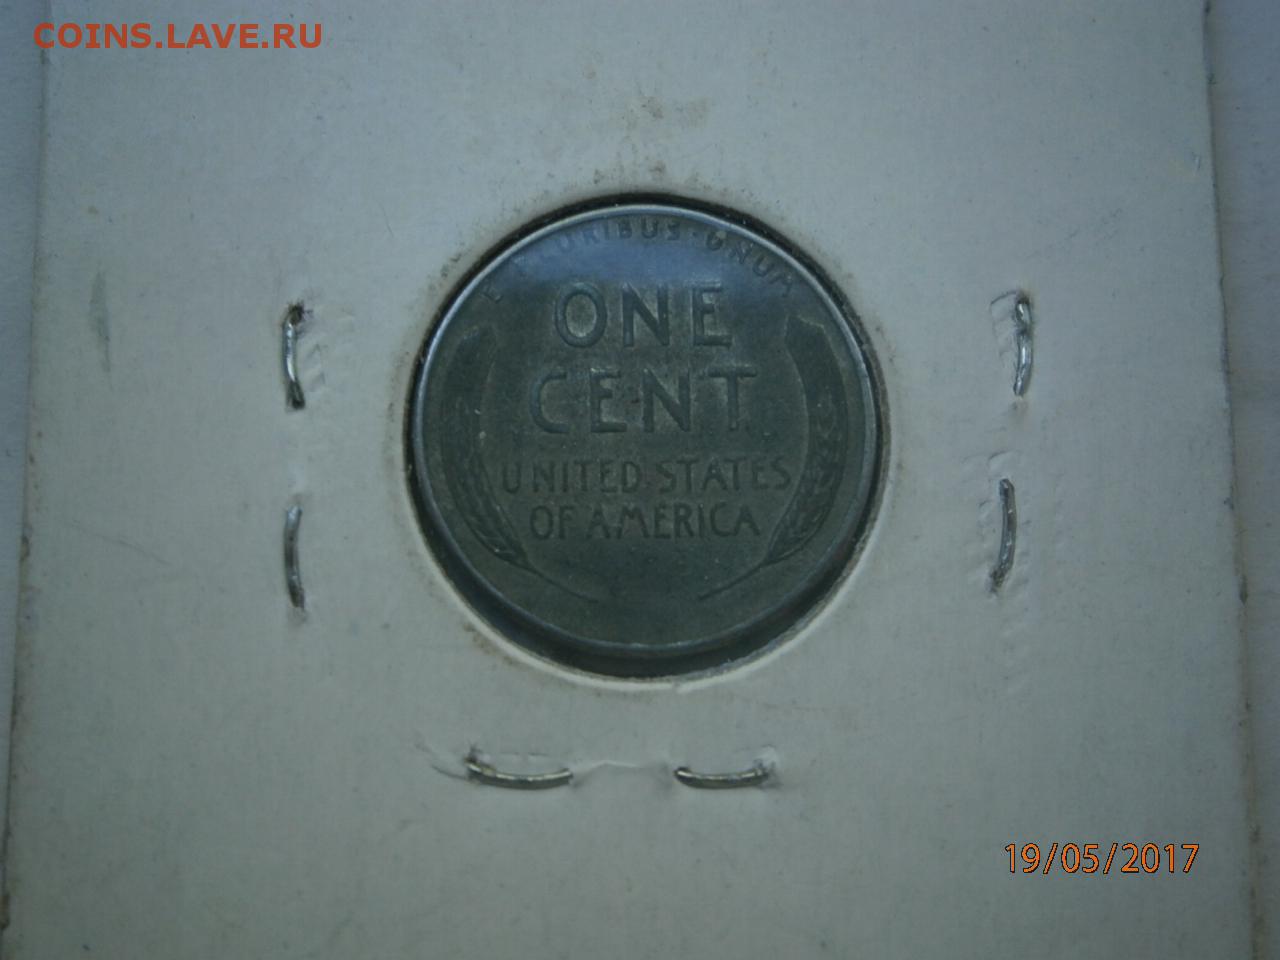 COINS.LAVE.RU
E PLURIBUS · UNUM
ONE
CENT
UNITED STATES
OF AMERICA
19/05/2017